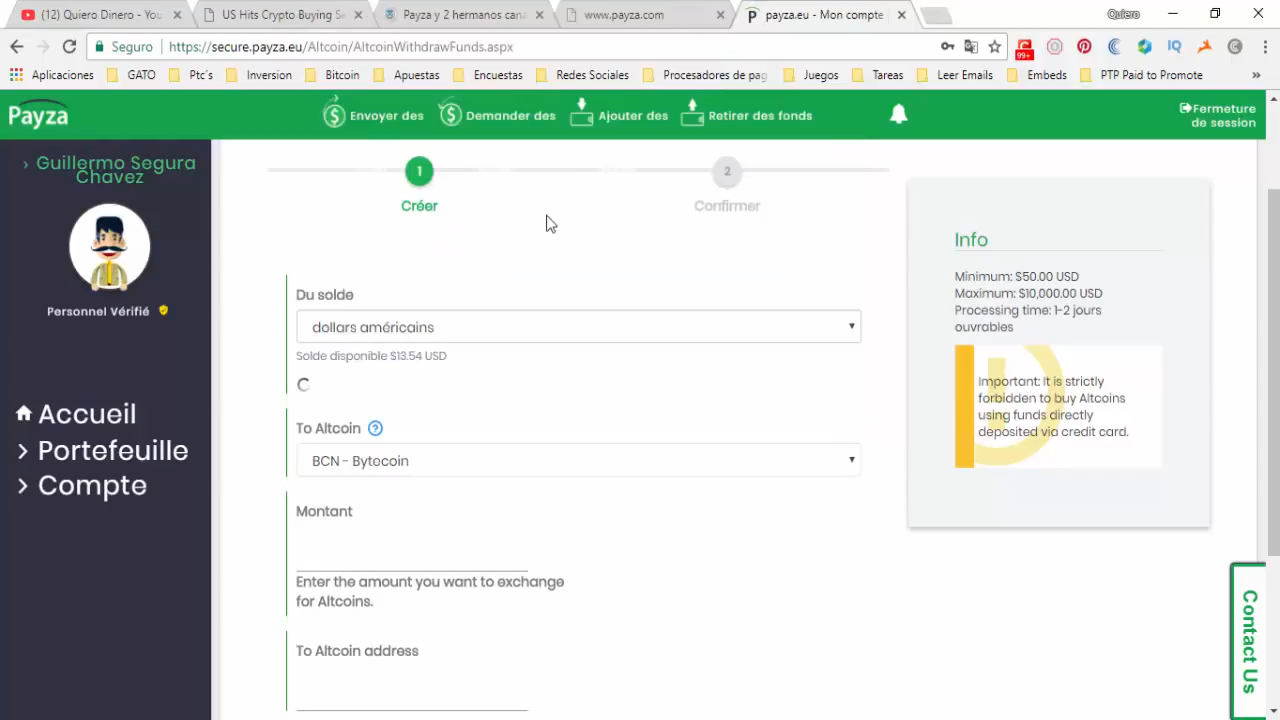 (12) Quiero Dinero - You
US Hits Crypto Buying S
Payza y 2 hermanos cana
www.payza.com
payza.eu - Mon compte
Quiero
Seguro
https://secure.payza.eu/Altcoin/AltcoinWithdrawFunds.aspx
99+
IQ
Aplicaciones
GATO
Ptc's
Inversion
Bitcoin
Apuestas
Encuestas
Redes Sociales
Procesadores de pag
Juegos
Tareas
Leer Emails
Embeds
PTP Paid to Promote
»
Payza
Envoyer des
Demander des
Ajouter des
Retirer des fonds
Fermeture
de session
› Guillermo Segura
Chavez
Personnel Vérifié
Accueil
> Portefeuille
> Compte
1
Créer
2
Confirmer
Du solde
dollars américains
Solde disponible $13.54 USD
To Altcoin ?
BCN - Bytecoin
Montant
Enter the amount you want to exchange
for Altcoins.
To Altcoin address
Info
Minimum: $50.00 USD
Maximum: $10,000.00 USD
Processing time: 1-2 jours
ouvrables
Important: It is strictly
forbidden to buy Altcoins
using funds directly
deposited via credit card.
Contact Us